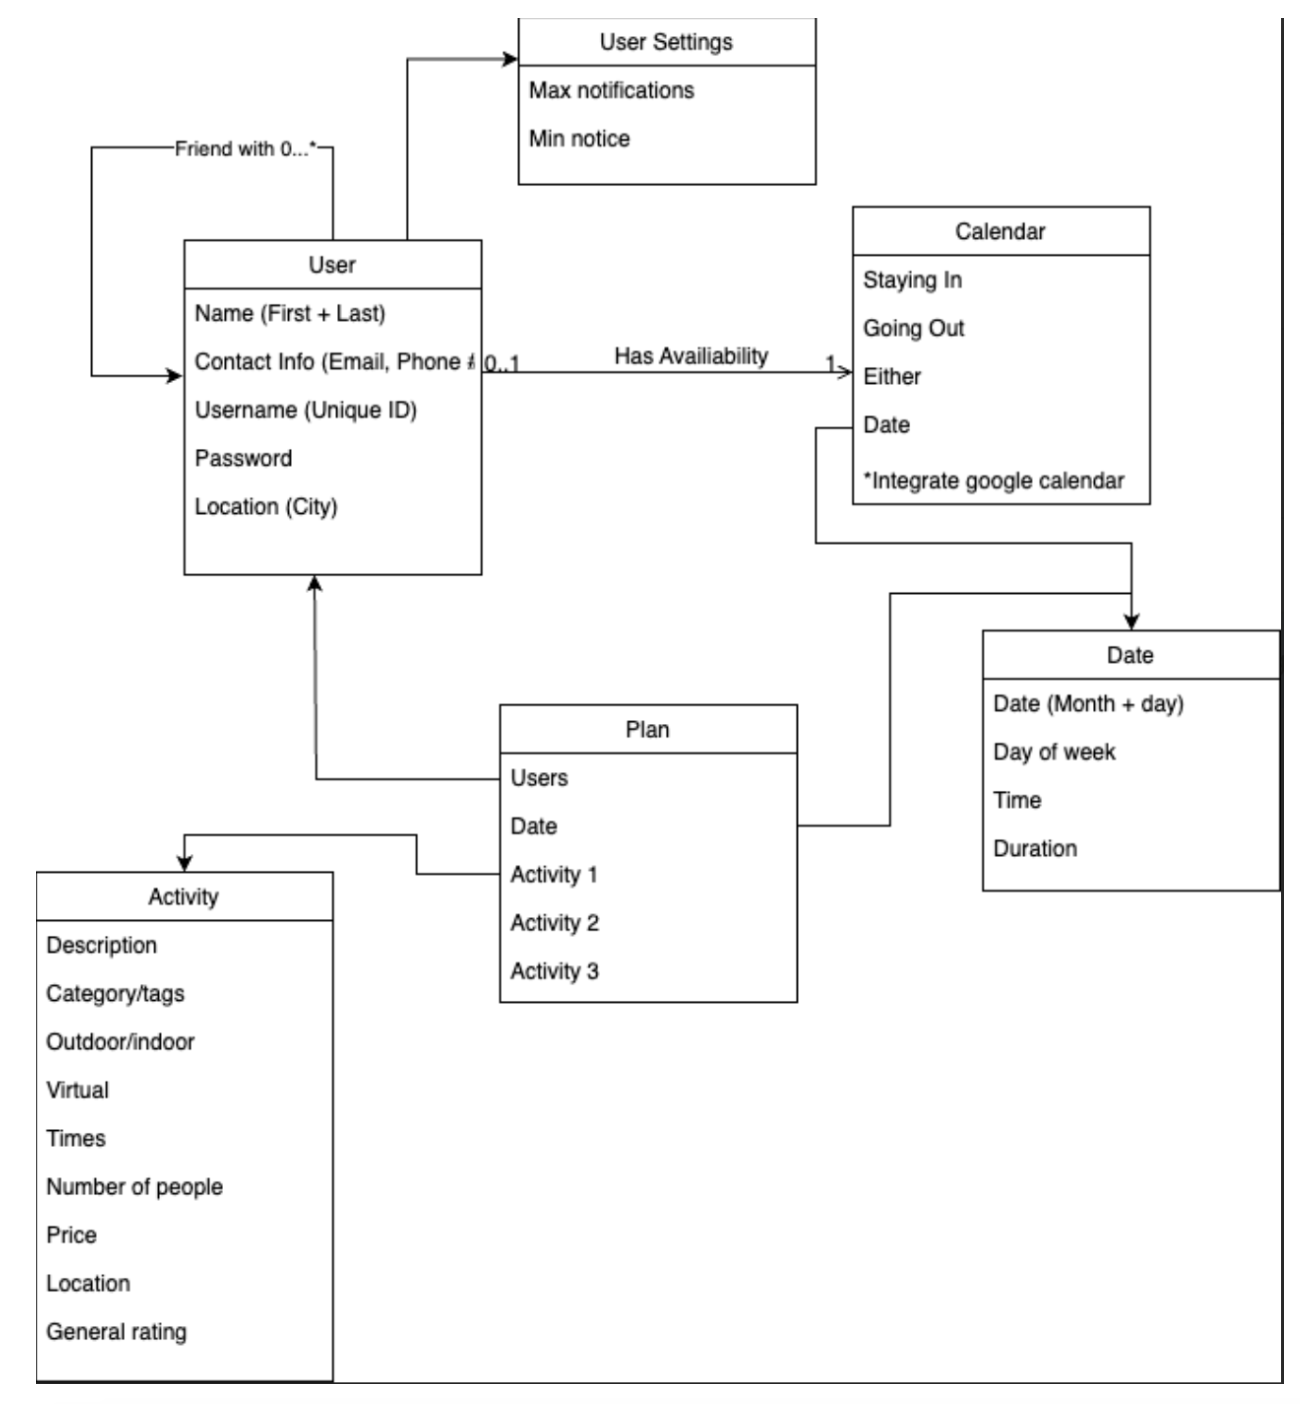 User Settings
Max notifications
Min notice
Friend with 0...*
User
Name (First + Last)
Contact Info (Email, Phone #
Username (Unique ID)
Password
Location (City)
0..1
Has Availiability
1
Calendar
Staying In
Going Out
Either
Date
*Integrate google calendar
Date
Date (Month + day)
Day of week
Time
Duration
Plan
Users
Date
Activity 1
Activity 2
Activity 3
Activity
Description
Category/tags
Outdoor/indoor
Virtual
Times
Number of people
Price
Location
General rating